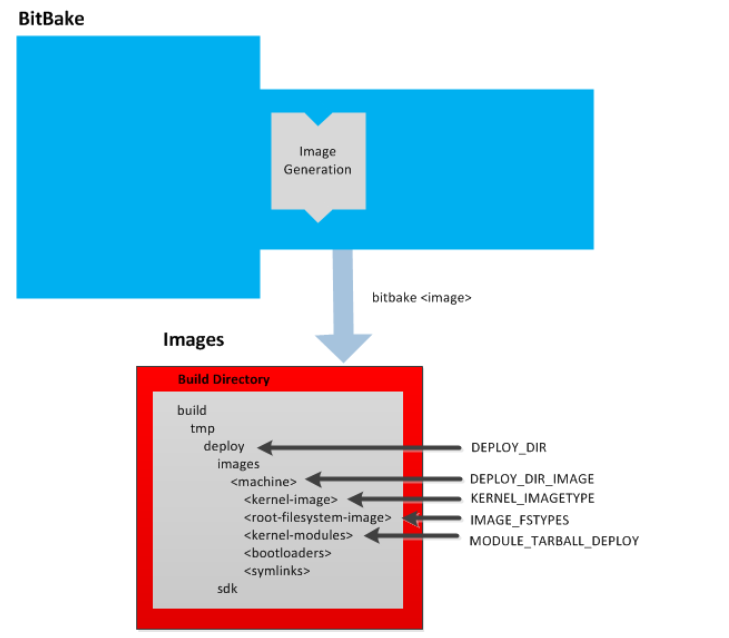 BitBake
Image
Generation
bitbake <image>
Images
Build Directory
build
tmp
deploy
DEPLOY_DIR
images
<machine>
DEPLOY_DIR_IMAGE
<kernel-image>
KERNEL_IMAGETYPE
<root-filesystem-image>
IMAGE_FSTYPES
<kernel-modules>
MODULE_TARBALL_DEPLOY
<bootloaders>
<symlinks>
sdk